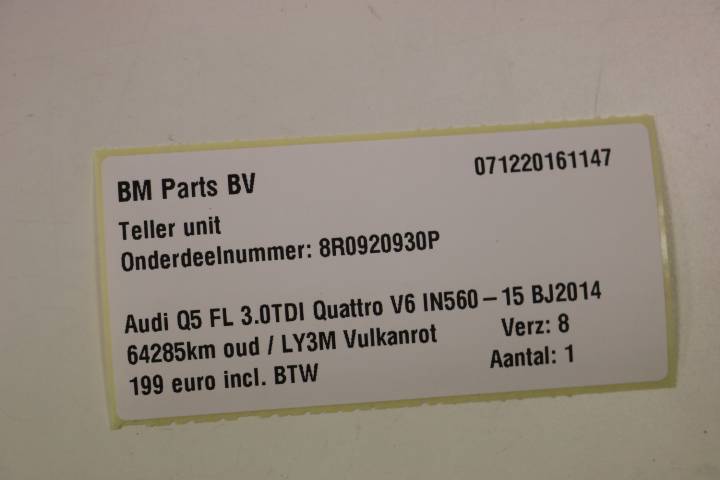 BM Parts BV 071220161147
Teller unit
Onderdeelnummer: 8R0920930P
Audi Q5 FL 3.0TDI Quattro V6 IN560 – 15 BJ2014
64285km oud / LY3M Vulkanrot Verz: 8
199 euro incl. BTW Aantal: 1